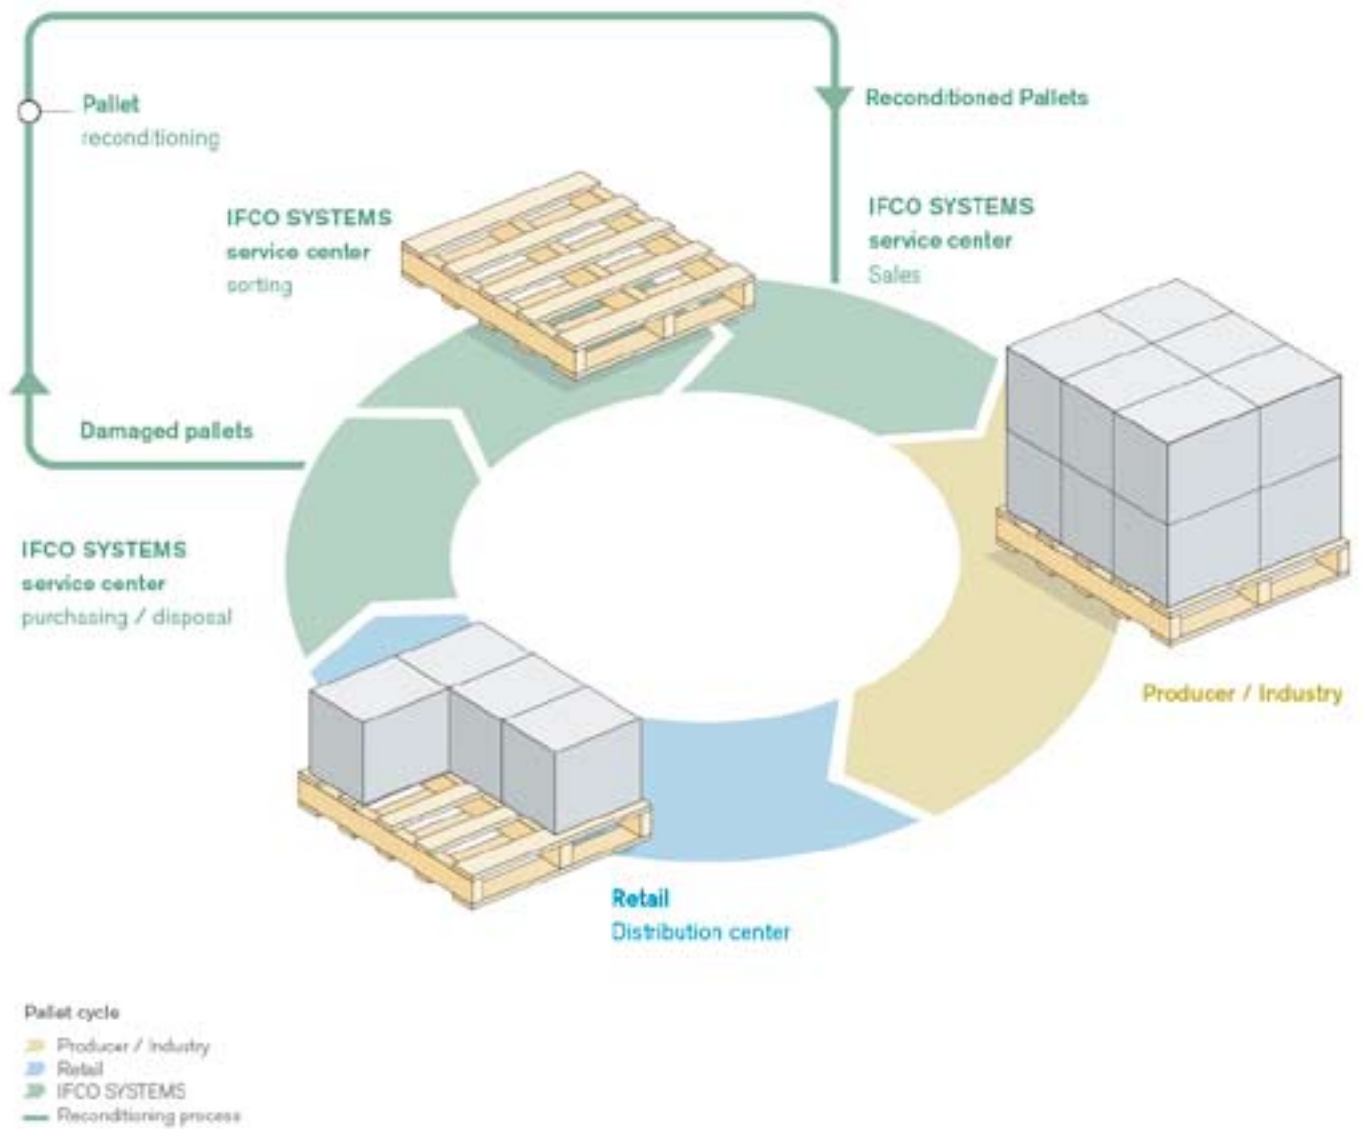 Pallet
reconditioning
Reconditioned Pallets
IFCO SYSTEMS
service center
sorting
IFCO SYSTEMS
service center
Sales
Damaged pallets
IFCO SYSTEMS
service center
purchasing / disposal
Producer / Industry
Retail
Distribution center
Pallet cycle
Producer / Industry
Retail
IFCO SYSTEMS
Reconditioning process